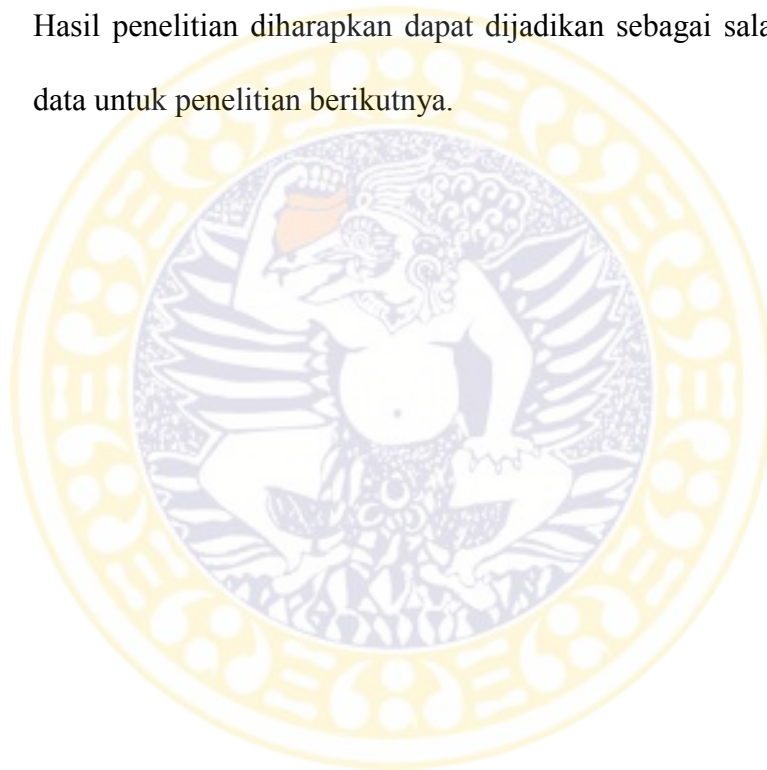 Hasil penelitian diharapkan dapat dijadikan sebagai sala
data untuk penelitian berikutnya.